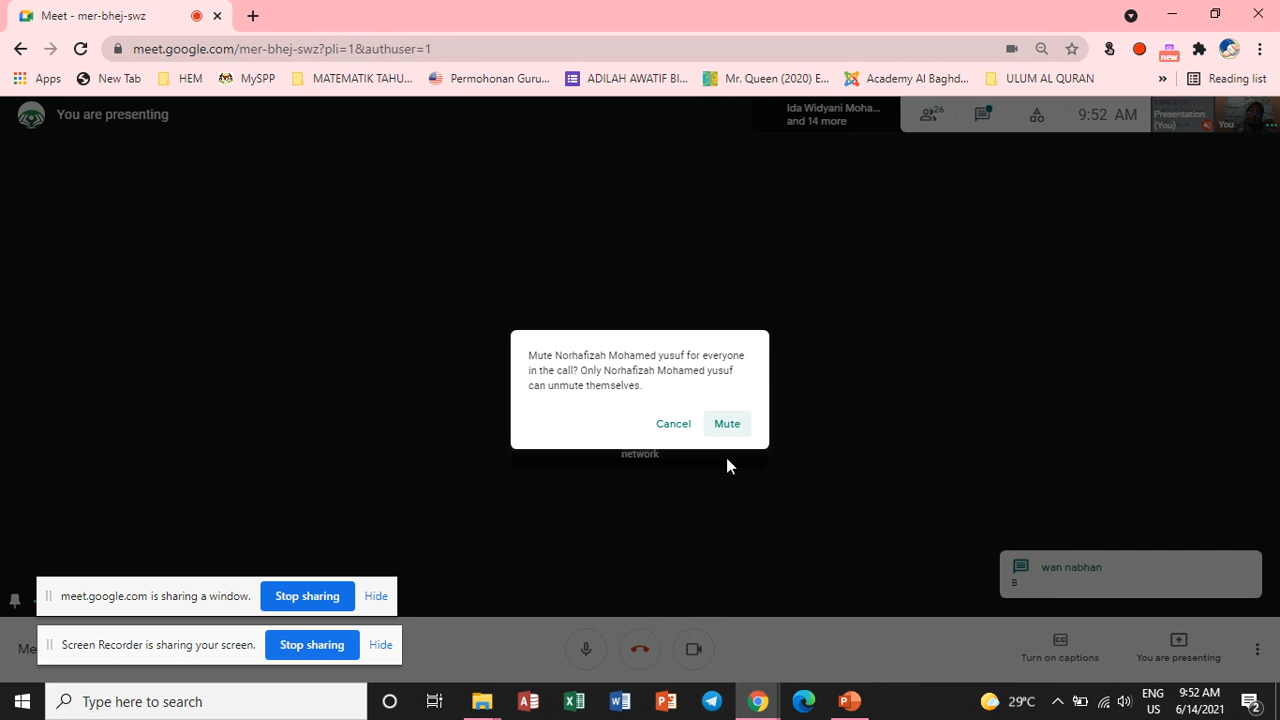 Meet - mer-bhej-swz
meet.google.com/mer-bhej-swz?pli=1&authuser=1
new
Apps New Tab HEM MySPP MATEMATIK TAHU... Permohonan Guru... ADILAH AWATIF BI... Mr. Queen (2020) E... Academy Al Baghd... ULUM AL QURAN » Reading list
You are presenting
Ida Widyani Moha...
and 14 more
26
9:52 AM
Presentation
(You)
You
Mute Norhafizah Mohamed yusuf for everyone
in the call? Only Norhafizah Mohamed yusuf
can unmute themselves.
Cancel Mute
network
wan nabhan
B
meet.google.com is sharing a window. Stop sharing Hide
Screen Recorder is sharing your screen. Stop sharing Hide
Me
Turn on captions
You are presenting
Type here to search
29°C
ENG
US
9:52 AM
6/14/2021
2